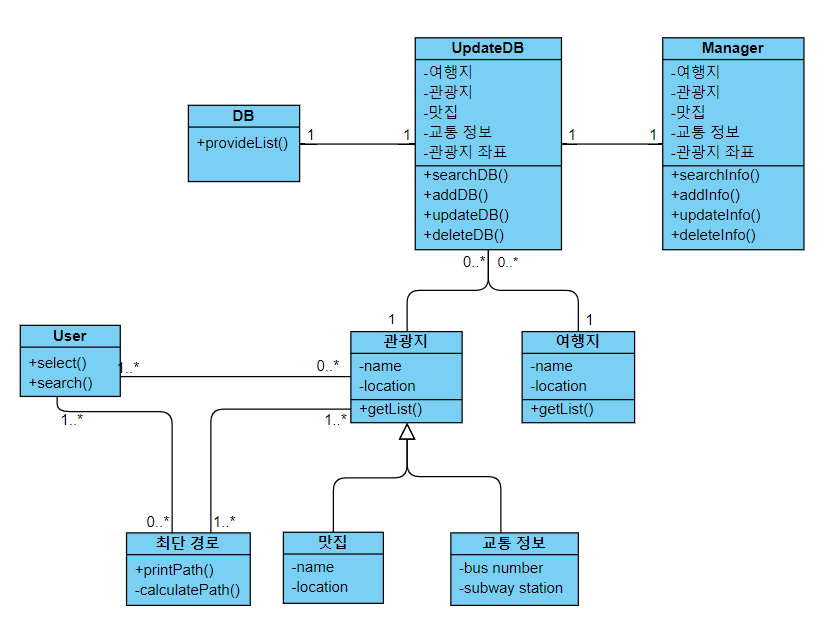 UpdateDB
-여행지
-관광지
-맛집
-교통 정보
-관광지 좌표
+searchDB()
+addDB()
+updateDB()
+deleteDB()
Manager
-여행지
-관광지
-맛집
-교통 정보
-관광지 좌표
+searchInfo()
+addInfo()
+updateInfo()
+deleteInfo()
DB
+provideList()
1
1
1
1
0..*
0..*
1
1
User
+select()
+search()
1..*
0..*
관광지
-name
-location
+getList()
여행지
-name
-location
+getList()
1..*
1..*
0..*
1..*
최단 경로
+printPath()
-calculatePath()
맛집
-name
-location
교통 정보
-bus number
-subway station